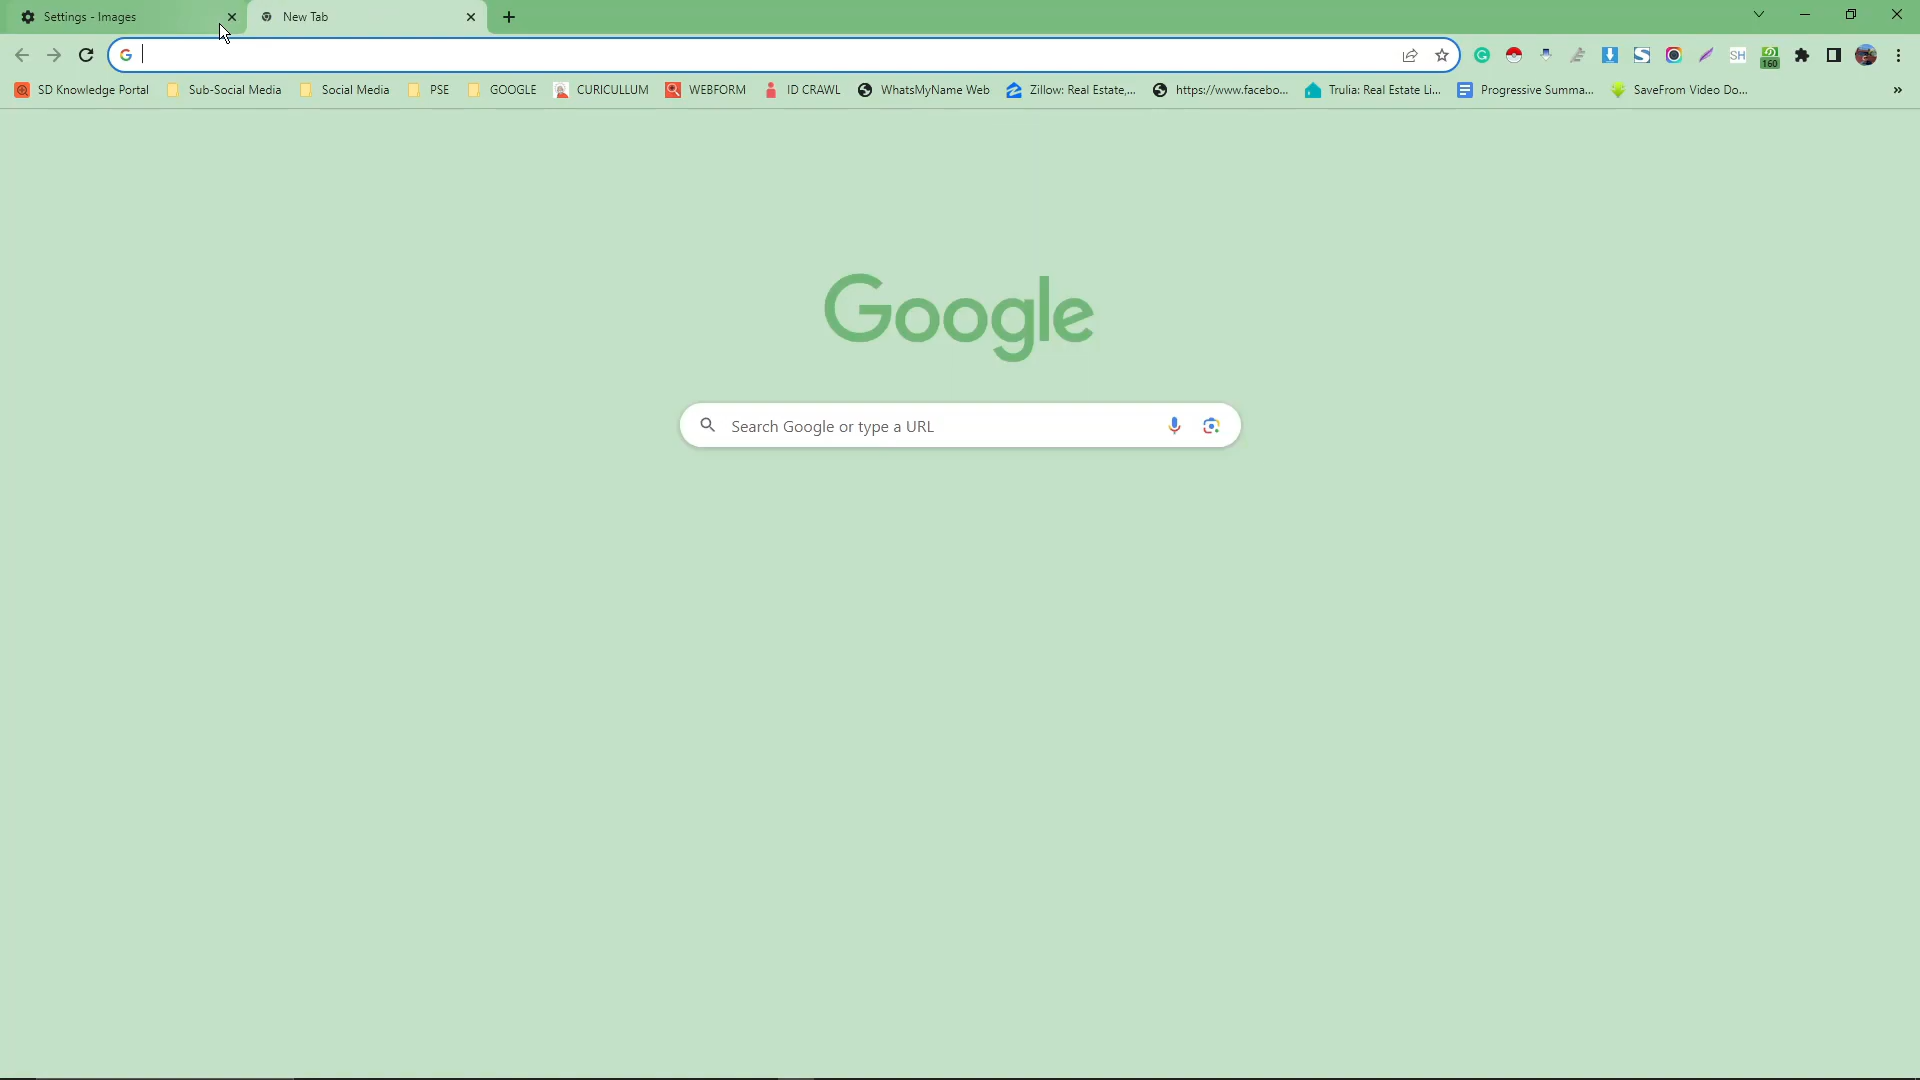 Settings - Images
New Tab
SD Knowledge Portal
Sub-Social Media
Social Media
PSE
GOOGLE
CURICULLUM
WEBFORM
ID CRAWL
WhatsMyName Web
Zillow: Real Estate,...
https://www.facebo...
Trulia: Real Estate Li...
Progressive Summa...
SaveFrom Video Do...
SH
160
Google
Search Google or type a URL